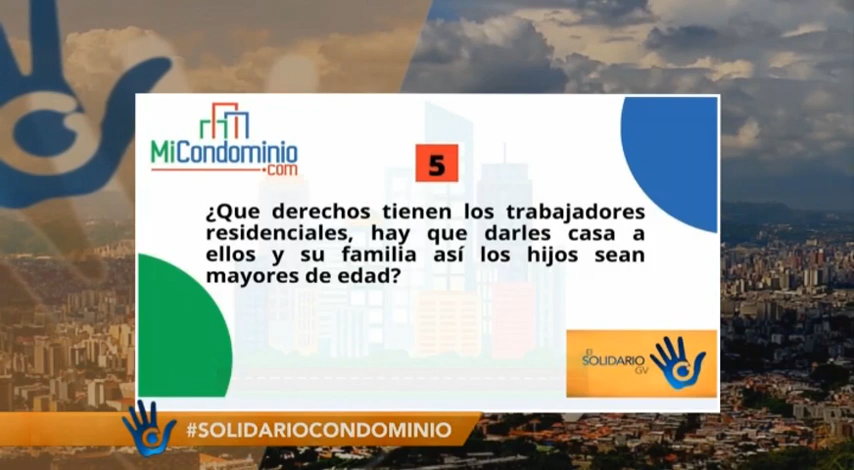 MiCondominio
.com
5
¿Que derechos tienen los trabajadores
residenciales, hay que darles casa a
ellos y su familia así los hijos sean
mayores de edad?
El
SOLIDARIO
GV
#SOLIDARIOCONDOMINIO